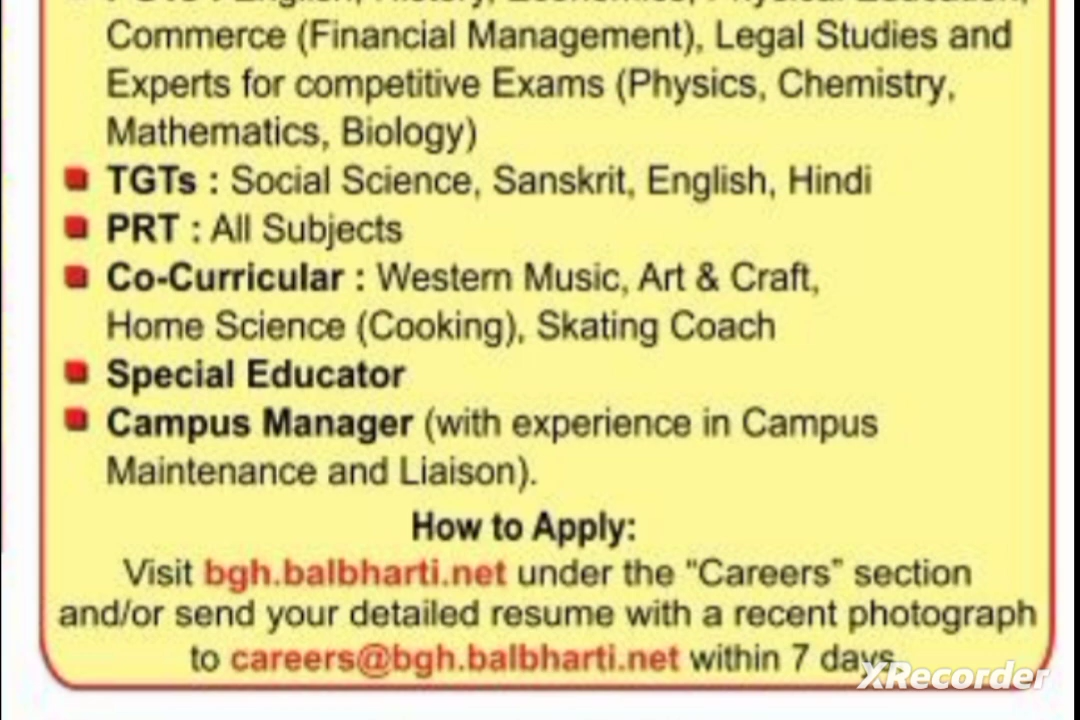 Commerce (Financial Management), Legal Studies and
Experts for competitive Exams (Physics, Chemistry,
Mathematics, Biology)
TGTs : Social Science, Sanskrit, English, Hindi
PRT : All Subjects
Co-Curricular : Western Music, Art & Craft,
Home Science (Cooking), Skating Coach
Special Educator
Campus Manager (with experience in Campus
Maintenance and Liaison).
How to Apply:
Visit bgh.balbharti.net under the “Careers” section
and/or send your detailed resume with a recent photograph
to careers@bgh.balbharti.net within 7 days.
XRecorder